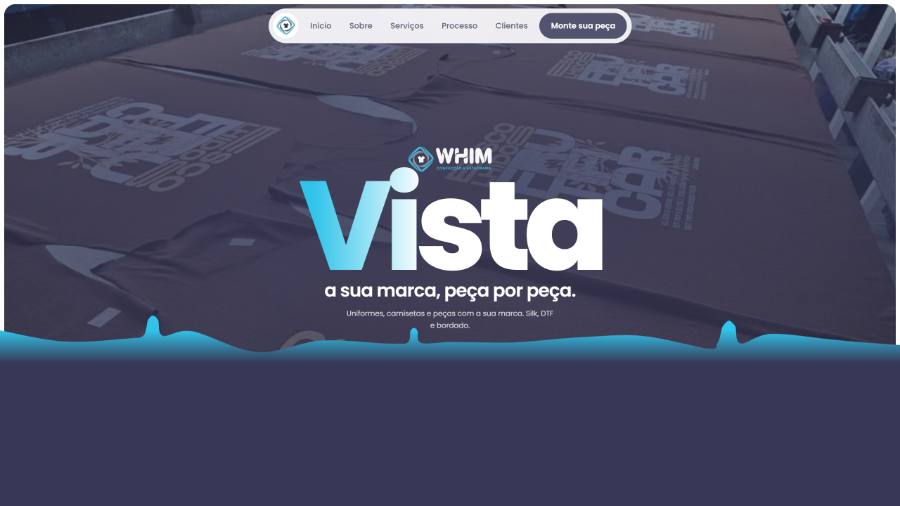 Início Sobre Serviços Processo Clientes Monte sua peça
WHIM
Vista
a sua marca, peça por peça.
Uniformes, camisetas e peças com a sua marca. Silk, DTF
e bordado.